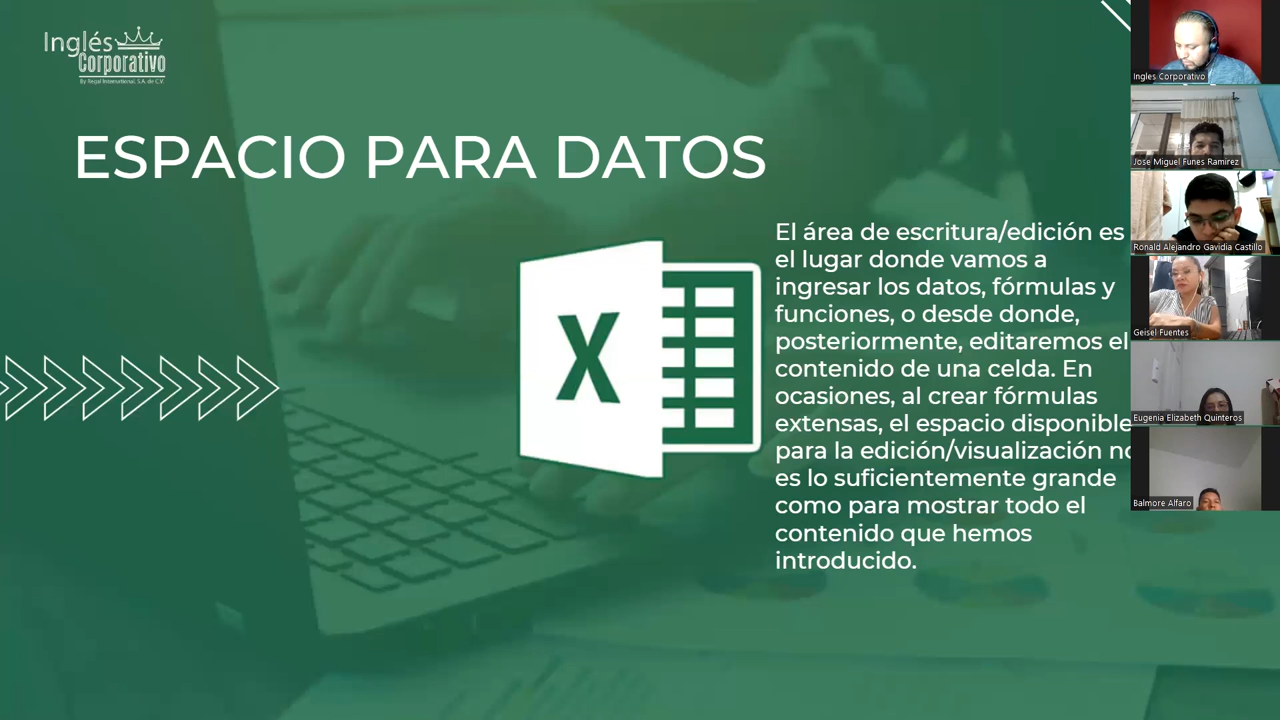 Inglés
Corporativo
By Regal International, S.A. de C.V.
ESPACIO PARA DATOS
El área de escritura/edición es
el lugar donde vamos a
ingresar los datos, fórmulas y
funciones, o desde donde,
posteriormente, editaremos el
contenido de una celda. En
ocasiones, al crear fórmulas
extensas, el espacio disponible
para la edición/visualización no
es lo suficientemente grande
como para mostrar todo el
contenido que hemos
introducido.
X
Ingles Corporativo
Jose Miguel Funes Ramirez
Ronald Alejandro Gavidia Castillo
Geisel Fuentes
Eugenia Elizabeth Quinteros
Balmore Alfaro